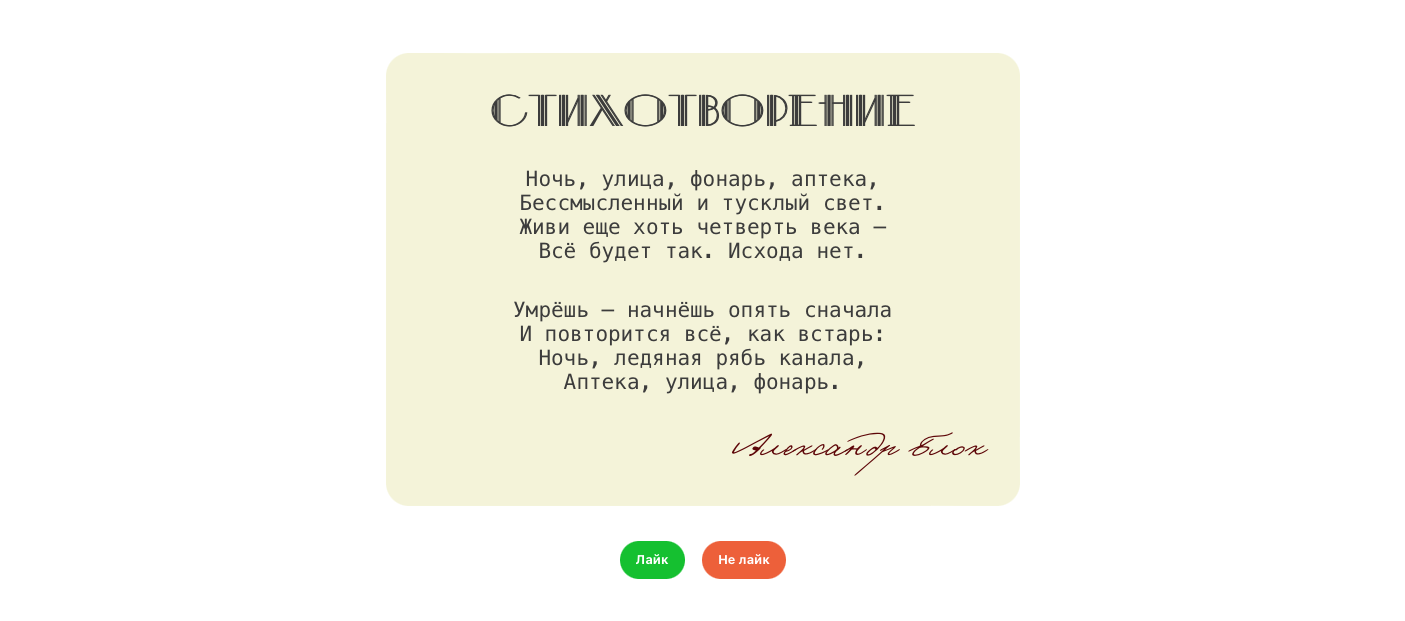 СТИХОТВОРЕНИЕ
Ночь, улица, фонарь, аптека,
Бессмысленный и тусклый свет.
Живи еще хоть четверть века —
Всё будет так. Исхода нет.
Умрёшь — начнёшь опять сначала
И повторится всё, как встарь:
Ночь, ледяная рябь канала,
Аптека, улица, фонарь.
Александр Блок
Лайк
Не лайк